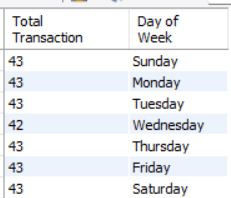 Total Transaction Day of Week
43 Sunday
43 Monday
43 Tuesday
42 Wednesday
43 Thursday
43 Friday
43 Saturday